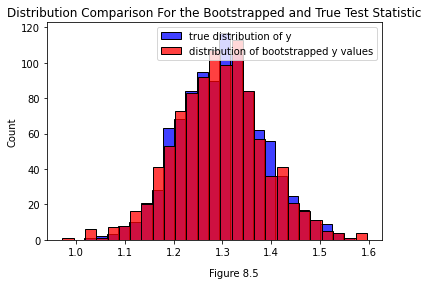 Distribution Comparison For the Bootstrapped and True Test Statistic
true distribution of y
distribution of bootstrapped y values
Count
120
100
80
60
40
20
0
1.0 1.1 1.2 1.3 1.4 1.5 1.6
Figure 8.5